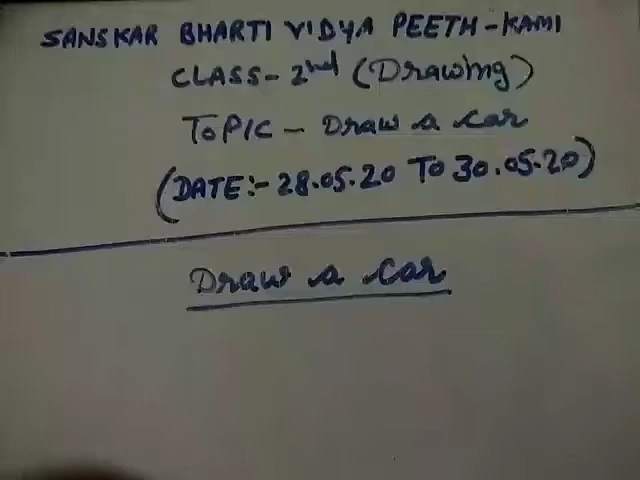 SANSKAR BHARTI VIDYA PEETH-KAMI
CLASS- 2nd (Drawing)
TOPIC - Draw a car
(DATE:- 28.05.20 TO 30.05.20)
Draw a car